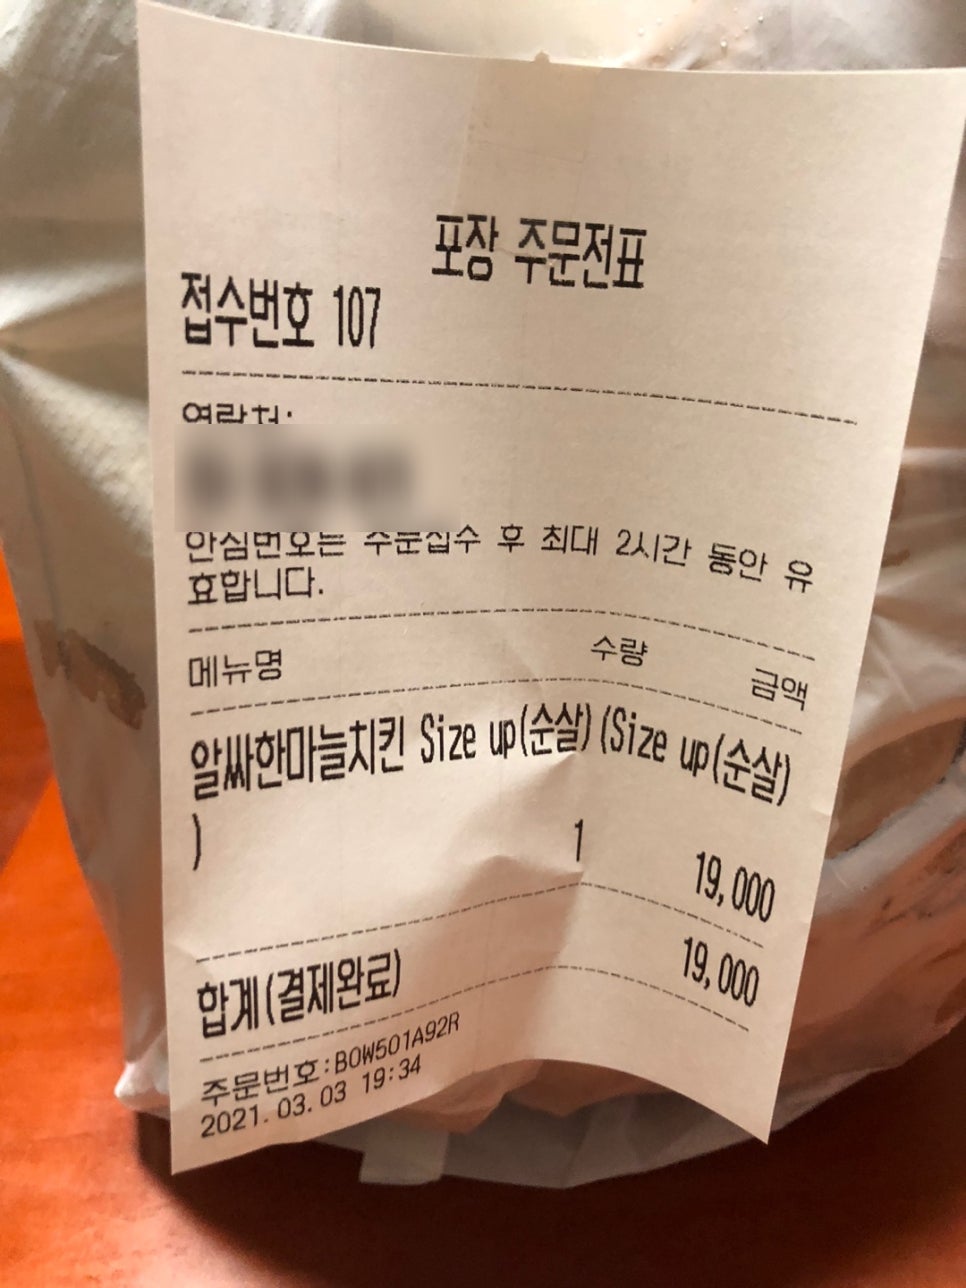 포장 주문전표
접수번호 107
연락처:
안심번호는 주문접수 후 최대 2시간 동안 유
효합니다.
메뉴명 수량 금액
알싸한마늘치킨 Size up(순살)(Size up(순살)
) 1 19,000
합계(결제완료) 19,000
주문번호:B0W501A92R
2021.03.03 19:34